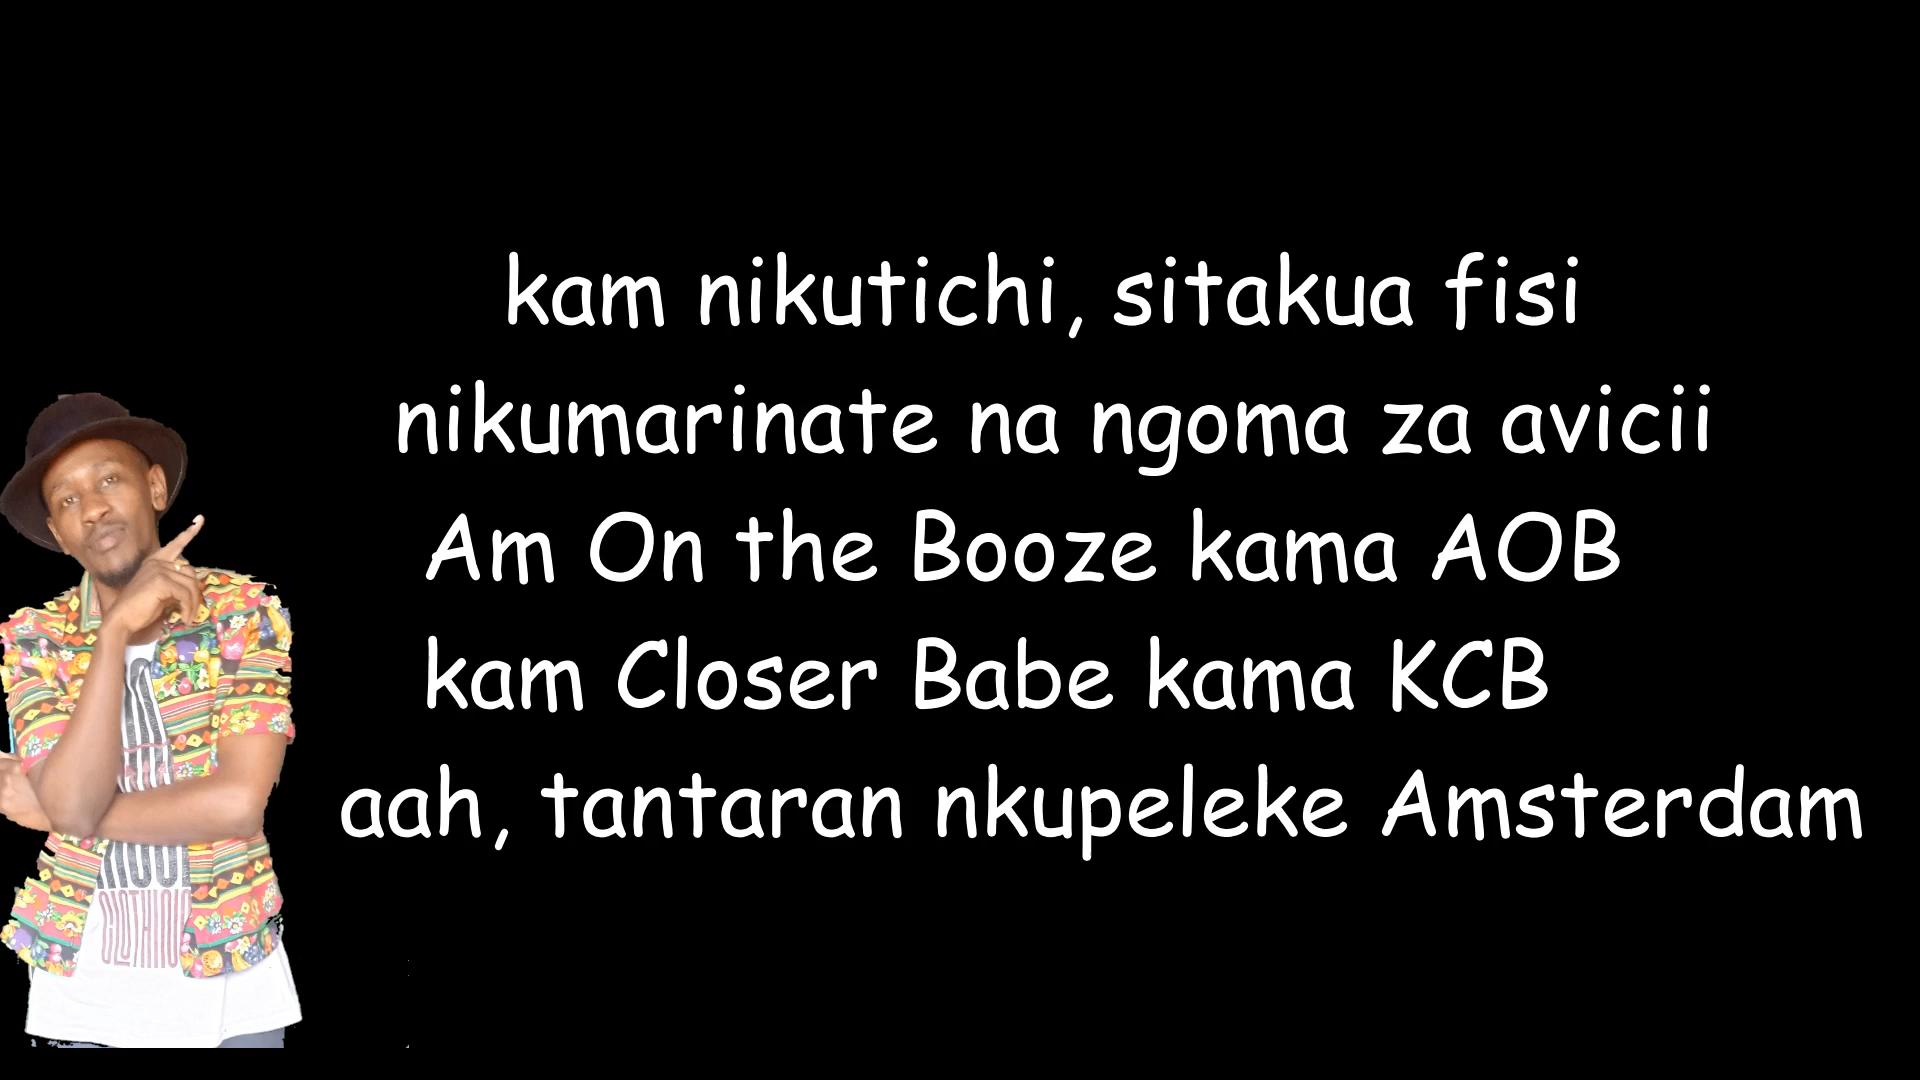 kam nikutichi, sitakua fisi
nikumarinate na ngoma za avicii
Am On the Booze kama AOB
kam Closer Babe kama KCB
aah, tantaran nkupeleke Amsterdam